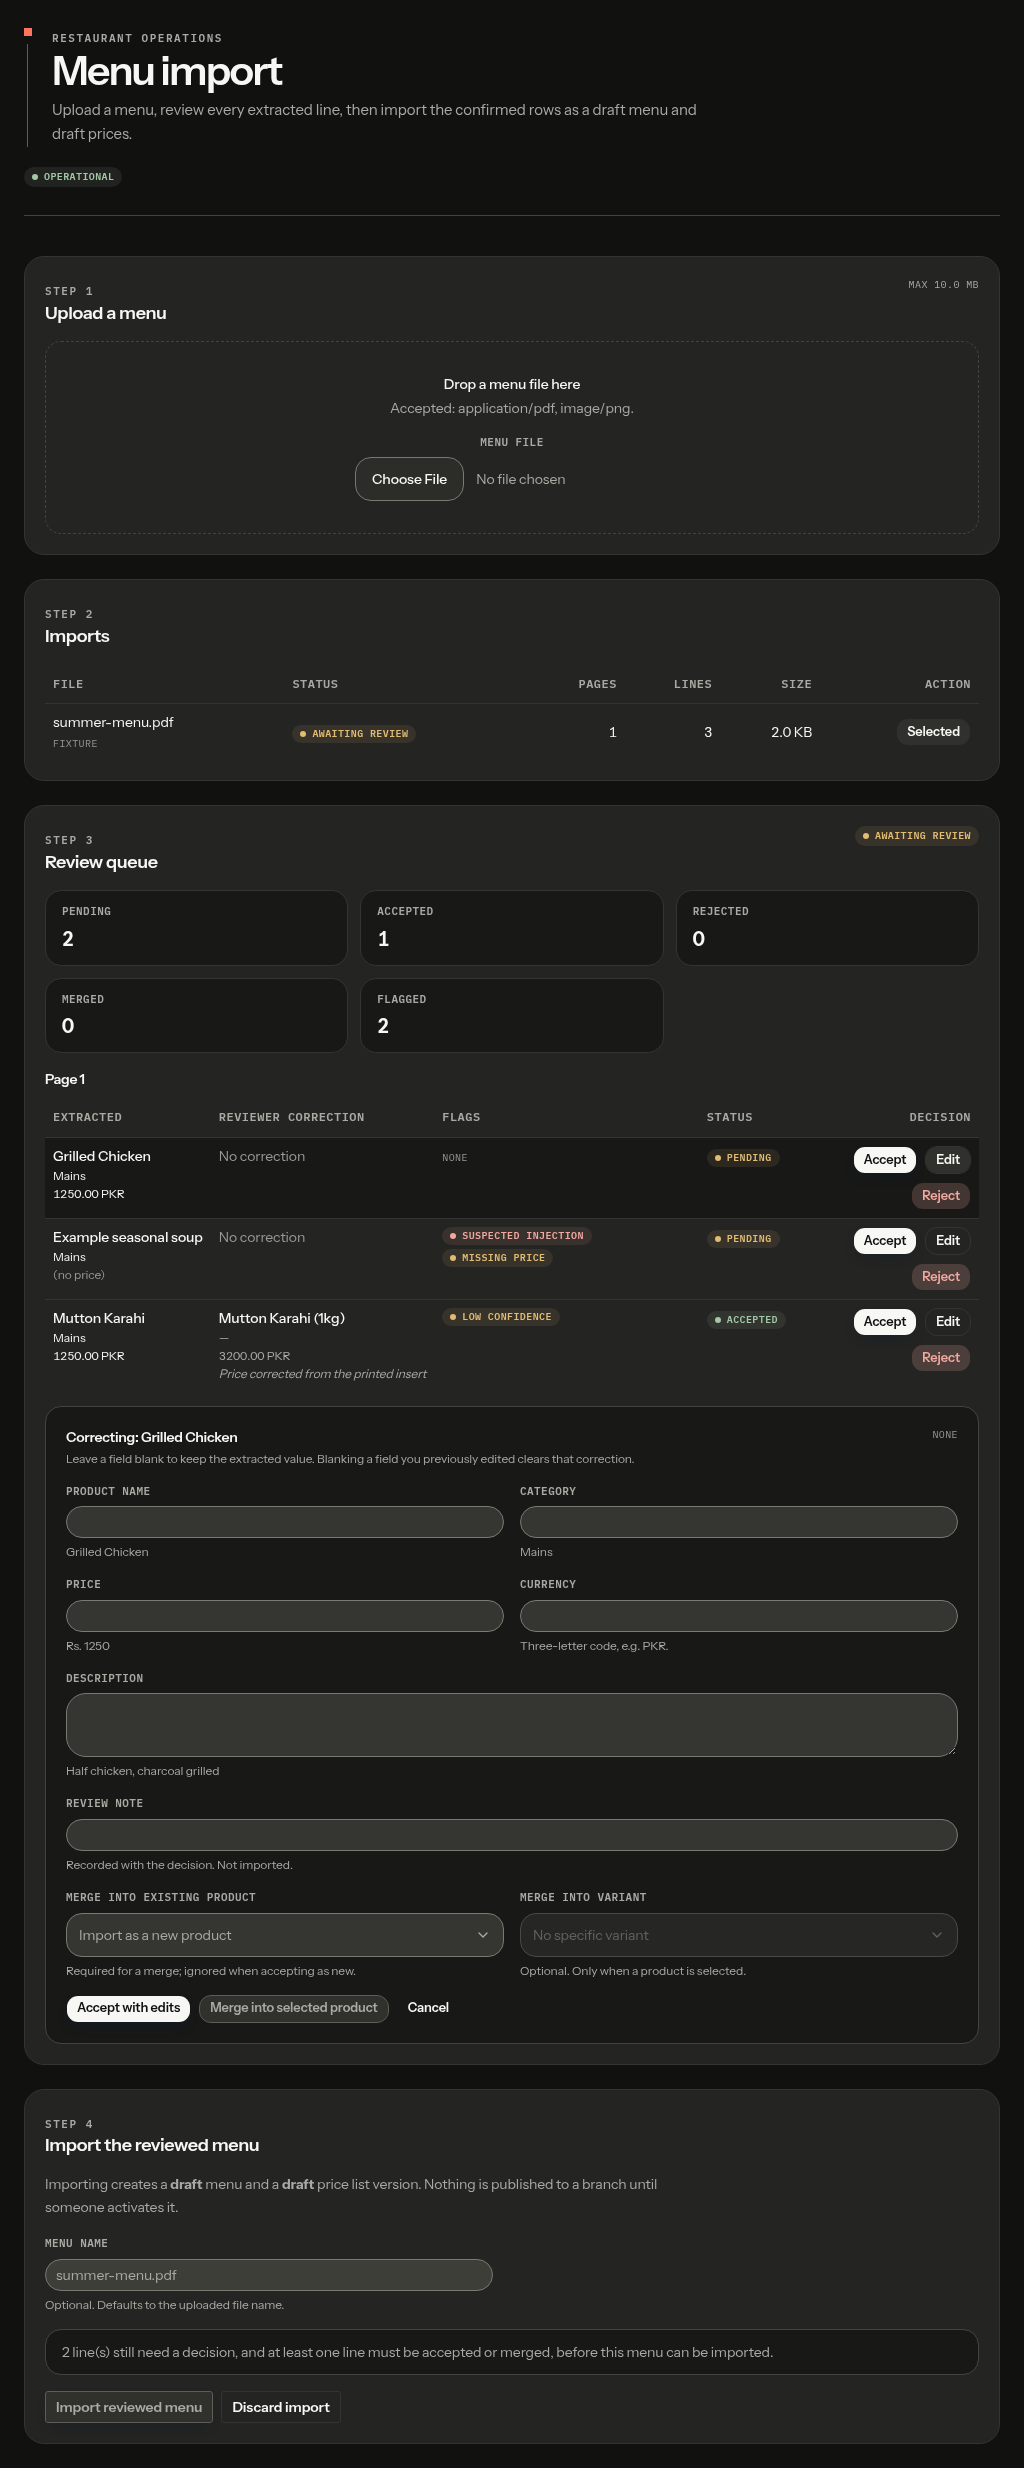 RESTAURANT OPERATIONS
Menu import
Upload a menu, review every extracted line, then import the confirmed rows as a draft menu and
draft prices.
OPERATIONAL
STEP 1
MAX 10.0 MB
Upload a menu
Drop a menu file here
Accepted: application/pdf, image/png.
MENU FILE
Choose File No file chosen
STEP 2
Imports
FILE STATUS PAGES LINES SIZE ACTION
summer-menu.pdf AWAITING REVIEW 1 3 2.0 KB Selected
FIXTURE
STEP 3
AWAITING REVIEW
Review queue
PENDING ACCEPTED REJECTED
2 1 0
MERGED FLAGGED
0 2
Page 1
EXTRACTED REVIEWER CORRECTION FLAGS STATUS DECISION
Grilled Chicken No correction NONE PENDING Accept Edit
Mains
1250.00 PKR Reject
Example seasonal soup No correction SUSPECTED INJECTION PENDING Accept Edit
Mains MISSING PRICE
(no price) Reject
Mutton Karahi Mutton Karahi (1kg) LOW CONFIDENCE ACCEPTED Accept Edit
Mains —
1250.00 PKR 3200.00 PKR Reject
Price corrected from the printed insert
Correcting: Grilled Chicken NONE
Leave a field blank to keep the extracted value. Blanking a field you previously edited clears that correction.
PRODUCT NAME CATEGORY
Grilled Chicken Mains
PRICE CURRENCY
Rs. 1250 Three-letter code, e.g. PKR.
DESCRIPTION
Half chicken, charcoal grilled
REVIEW NOTE
Recorded with the decision. Not imported.
MERGE INTO EXISTING PRODUCT MERGE INTO VARIANT
Import as a new product No specific variant
Required for a merge; ignored when accepting as new. Optional. Only when a product is selected.
Accept with edits Merge into selected product Cancel
STEP 4
Import the reviewed menu
Importing creates a draft menu and a draft price list version. Nothing is published to a branch until
someone activates it.
MENU NAME
summer-menu.pdf
Optional. Defaults to the uploaded file name.
2 line(s) still need a decision, and at least one line must be accepted or merged, before this menu can be imported.
Import reviewed menu Discard import